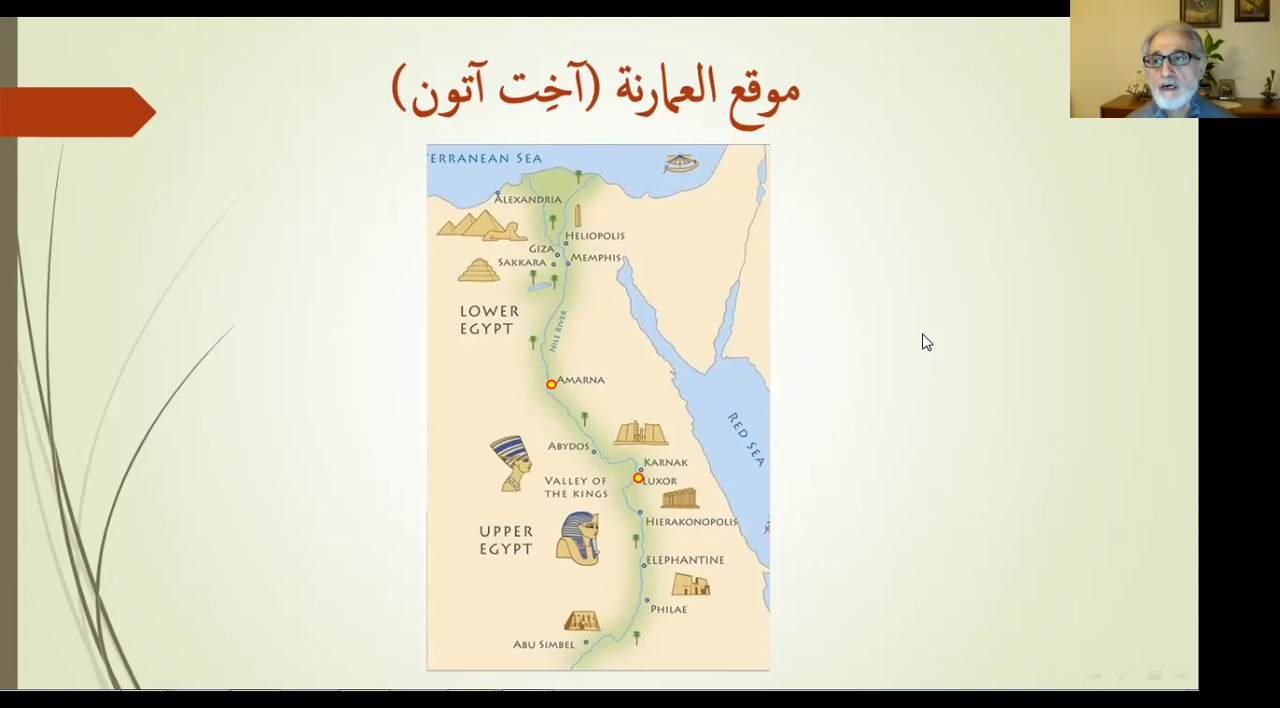 موقع العمارنة (آخِت آتون)
TERRANEAN SEA
ALEXANDRIA
HELIOPOLIS
GIZA
SAKKARA
MEMPHIS
LOWER
EGYPT
NILE RIVER
AMARNA
ABYDOS
RED SEA
KARNAK
LUXOR
VALLEY OF
THE KINGS
HIERAKONOPOLIS
UPPER
EGYPT
ELEPHANTINE
PHILAE
ABU SIMBEL